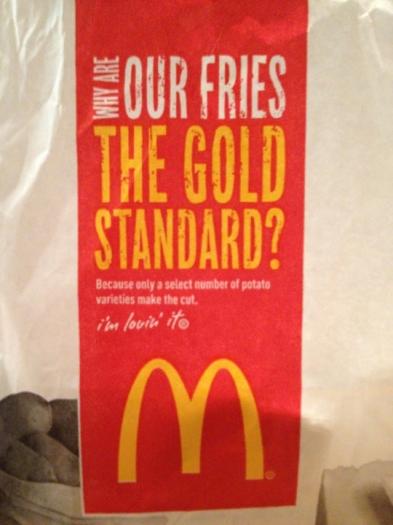 WHY ARE
OUR FRIES
THE GOLD
STANDARD?
Because only a select number of potato
varieties make the cut.
i'm lovin' it®
M®